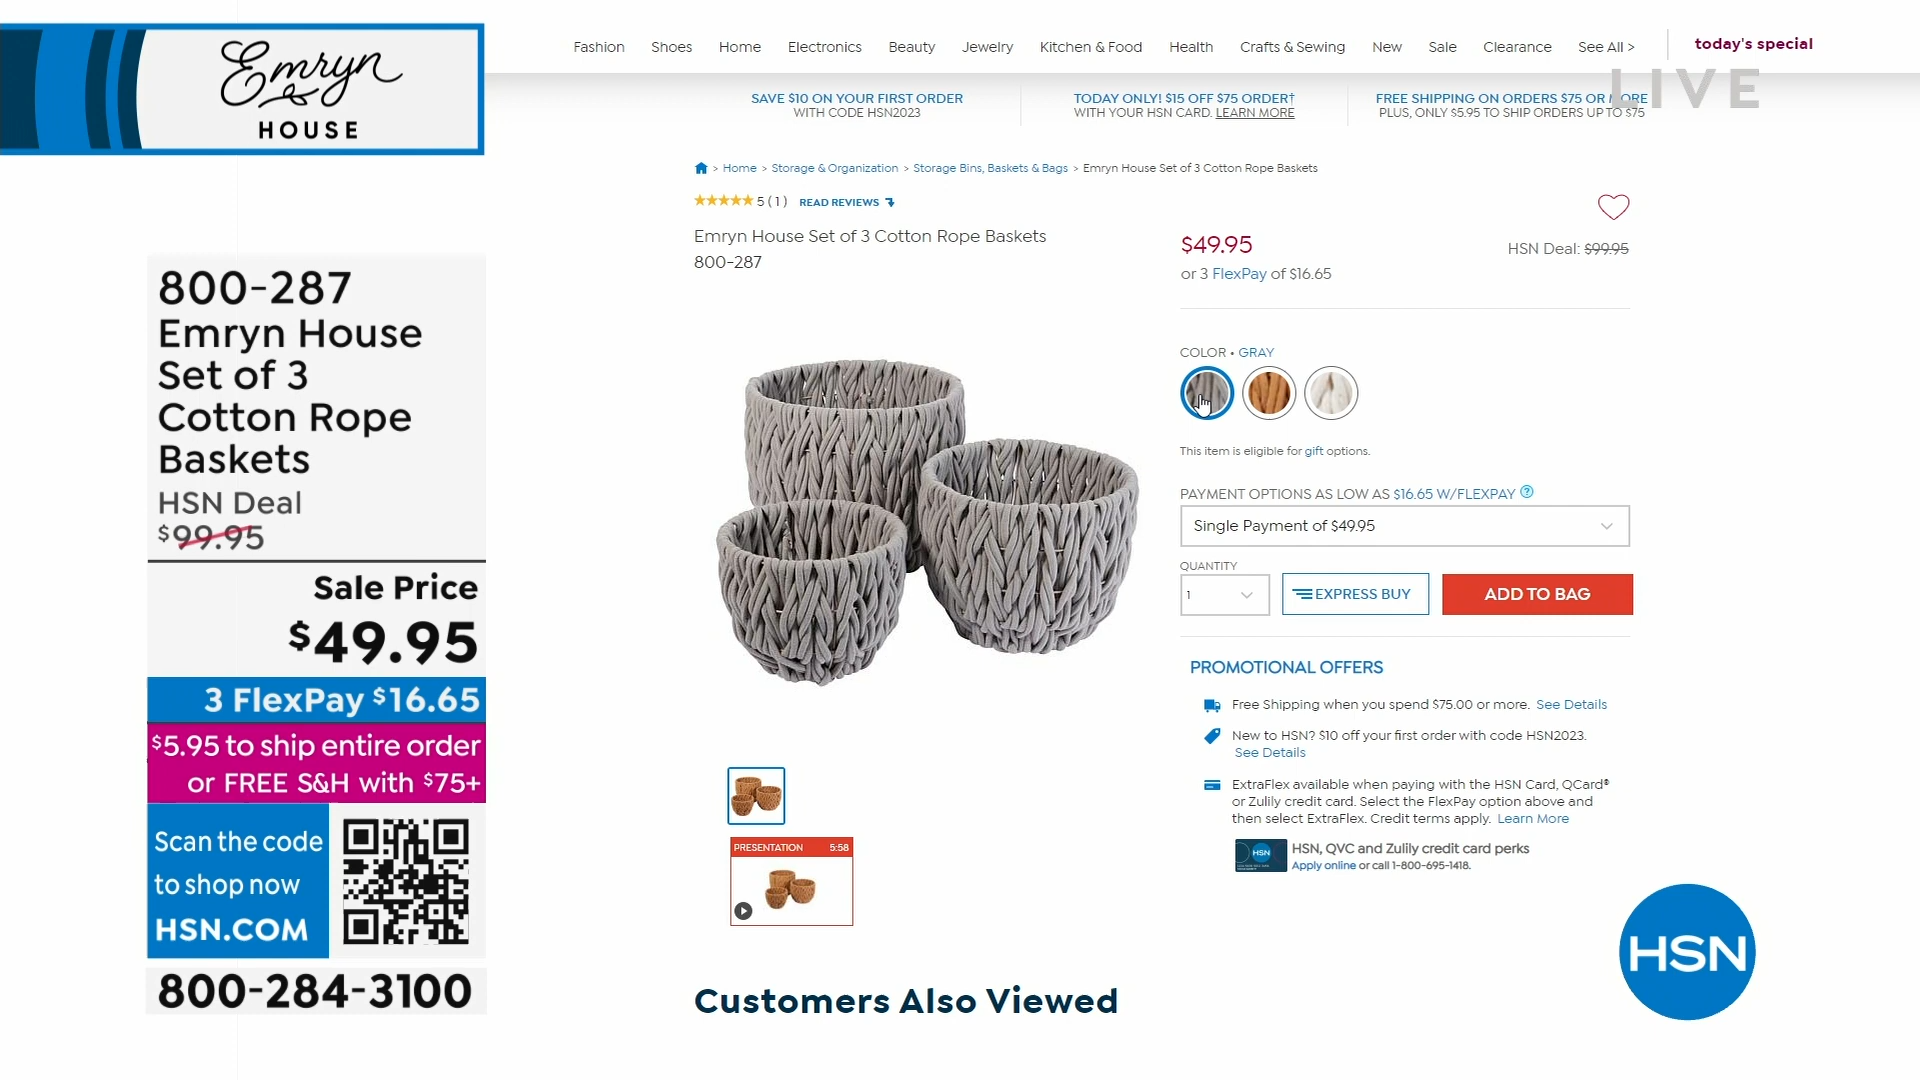 Emryn
HOUSE
Fashion Shoes Home Electronics Beauty Jewelry Kitchen & Food Health Crafts & Sewing New Sale Clearance See All >
today's special
LIVE
SAVE $10 ON YOUR FIRST ORDER
WITH CODE HSN2023
TODAY ONLY! $15 OFF $75 ORDER†
WITH YOUR HSN CARD. LEARN MORE
FREE SHIPPING ON ORDERS $75 OR MORE
PLUS, ONLY $5.95 TO SHIP ORDERS UP TO $75
> Home > Storage & Organization > Storage Bins, Baskets & Bags > Emryn House Set of 3 Cotton Rope Baskets
5 ( 1 ) READ REVIEWS
Emryn House Set of 3 Cotton Rope Baskets
800-287
$49.95
HSN Deal: $99.95
or 3 FlexPay of $16.65
COLOR • GRAY
This item is eligible for gift options.
PAYMENT OPTIONS AS LOW AS $16.65 W/FLEXPAY ?
Single Payment of $49.95
QUANTITY
1
EXPRESS BUY
ADD TO BAG
PROMOTIONAL OFFERS
Free Shipping when you spend $75.00 or more. See Details
New to HSN? $10 off your first order with code HSN2023.
See Details
ExtraFlex available when paying with the HSN Card, QCard®
or Zulily credit card. Select the FlexPay option above and
then select ExtraFlex. Credit terms apply. Learn More
HSN
HSN, QVC and Zulily credit card perks
Apply online or call 1-800-695-1418.
PRESENTATION 5:58
Customers Also Viewed
800-287
Emryn House
Set of 3
Cotton Rope
Baskets
HSN Deal
$99.95
Sale Price
$49.95
3 FlexPay $16.65
$5.95 to ship entire order
or FREE S&H with $75+
Scan the code
to shop now
HSN.COM
800-284-3100
HSN